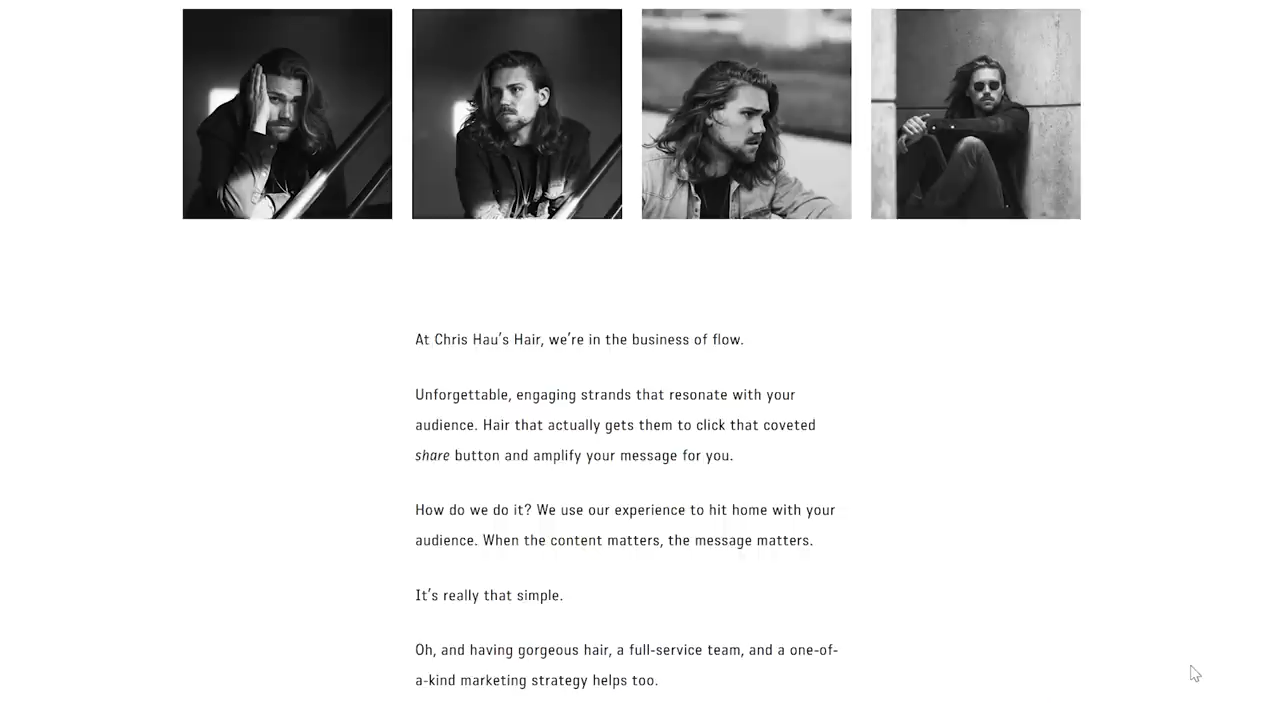 At Chris Hau's Hair, we're in the business of flow.
Unforgettable, engaging strands that resonate with your
audience. Hair that actually gets them to click that coveted
share button and amplify your message for you.
How do we do it? We use our experience to hit home with your
audience. When the content matters, the message matters.
It's really that simple.
Oh, and having gorgeous hair, a full-service team, and a one-of-
a-kind marketing strategy helps too.